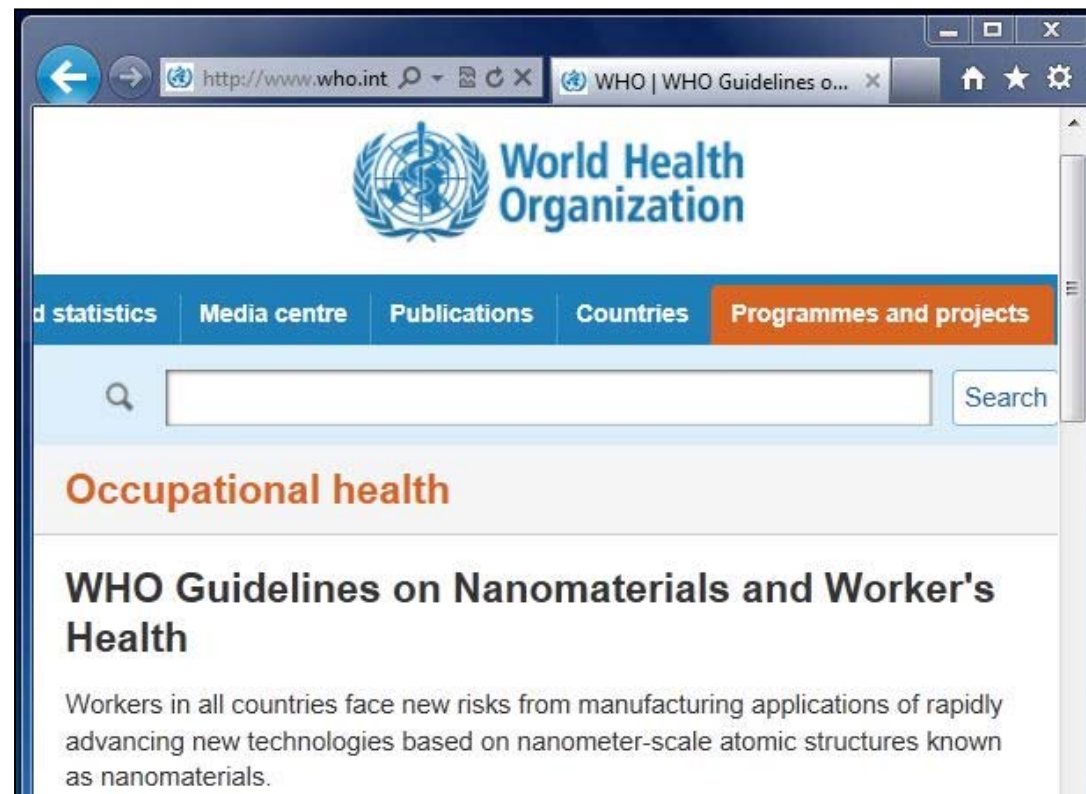 http://www.who.int
WHO | WHO Guidelines o...
World Health
Organization
d statistics Media centre Publications Countries Programmes and projects
Search
Occupational health
WHO Guidelines on Nanomaterials and Worker's
Health
Workers in all countries face new risks from manufacturing applications of rapidly
advancing new technologies based on nanometer-scale atomic structures known
as nanomaterials.